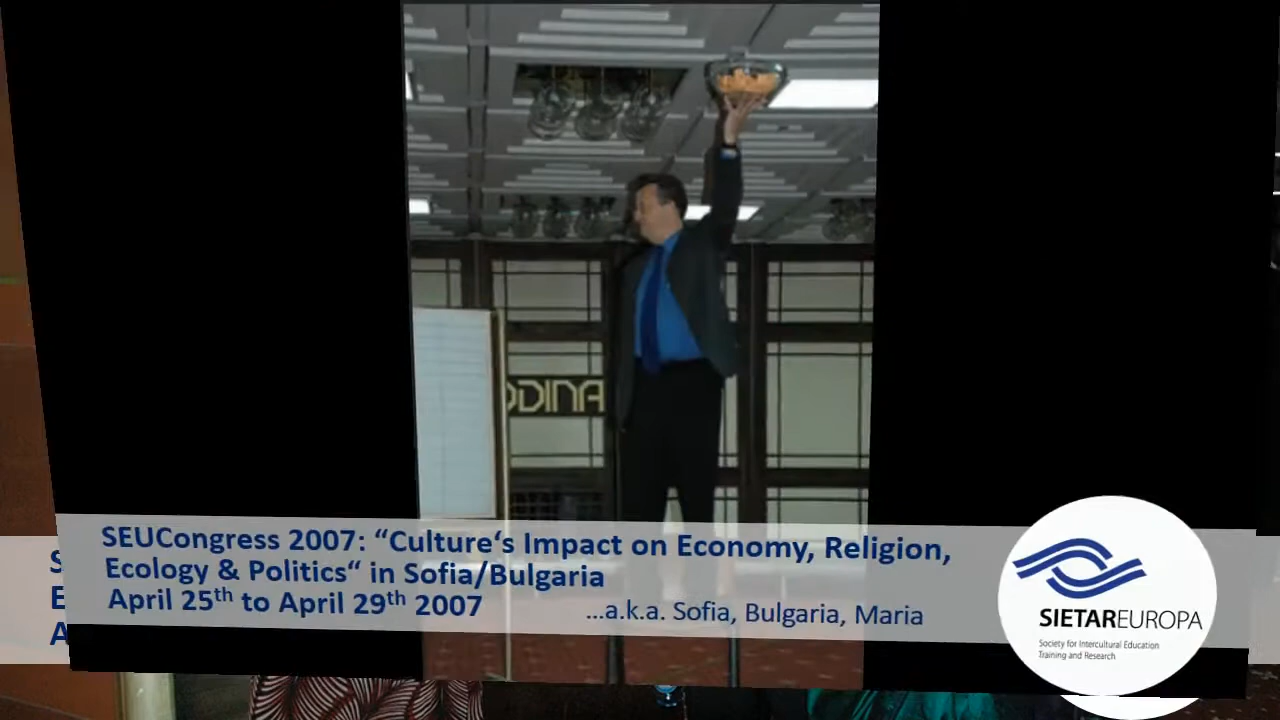 ODINA
SEUCongress 2007: “Culture‘s Impact on Economy, Religion,
Ecology & Politics“ in Sofia/Bulgaria
April 25th to April 29th 2007
...a.k.a. Sofia, Bulgaria, Maria
SIETAREUROPA
Society for Intercultural Education
Training and Research
S
E
A